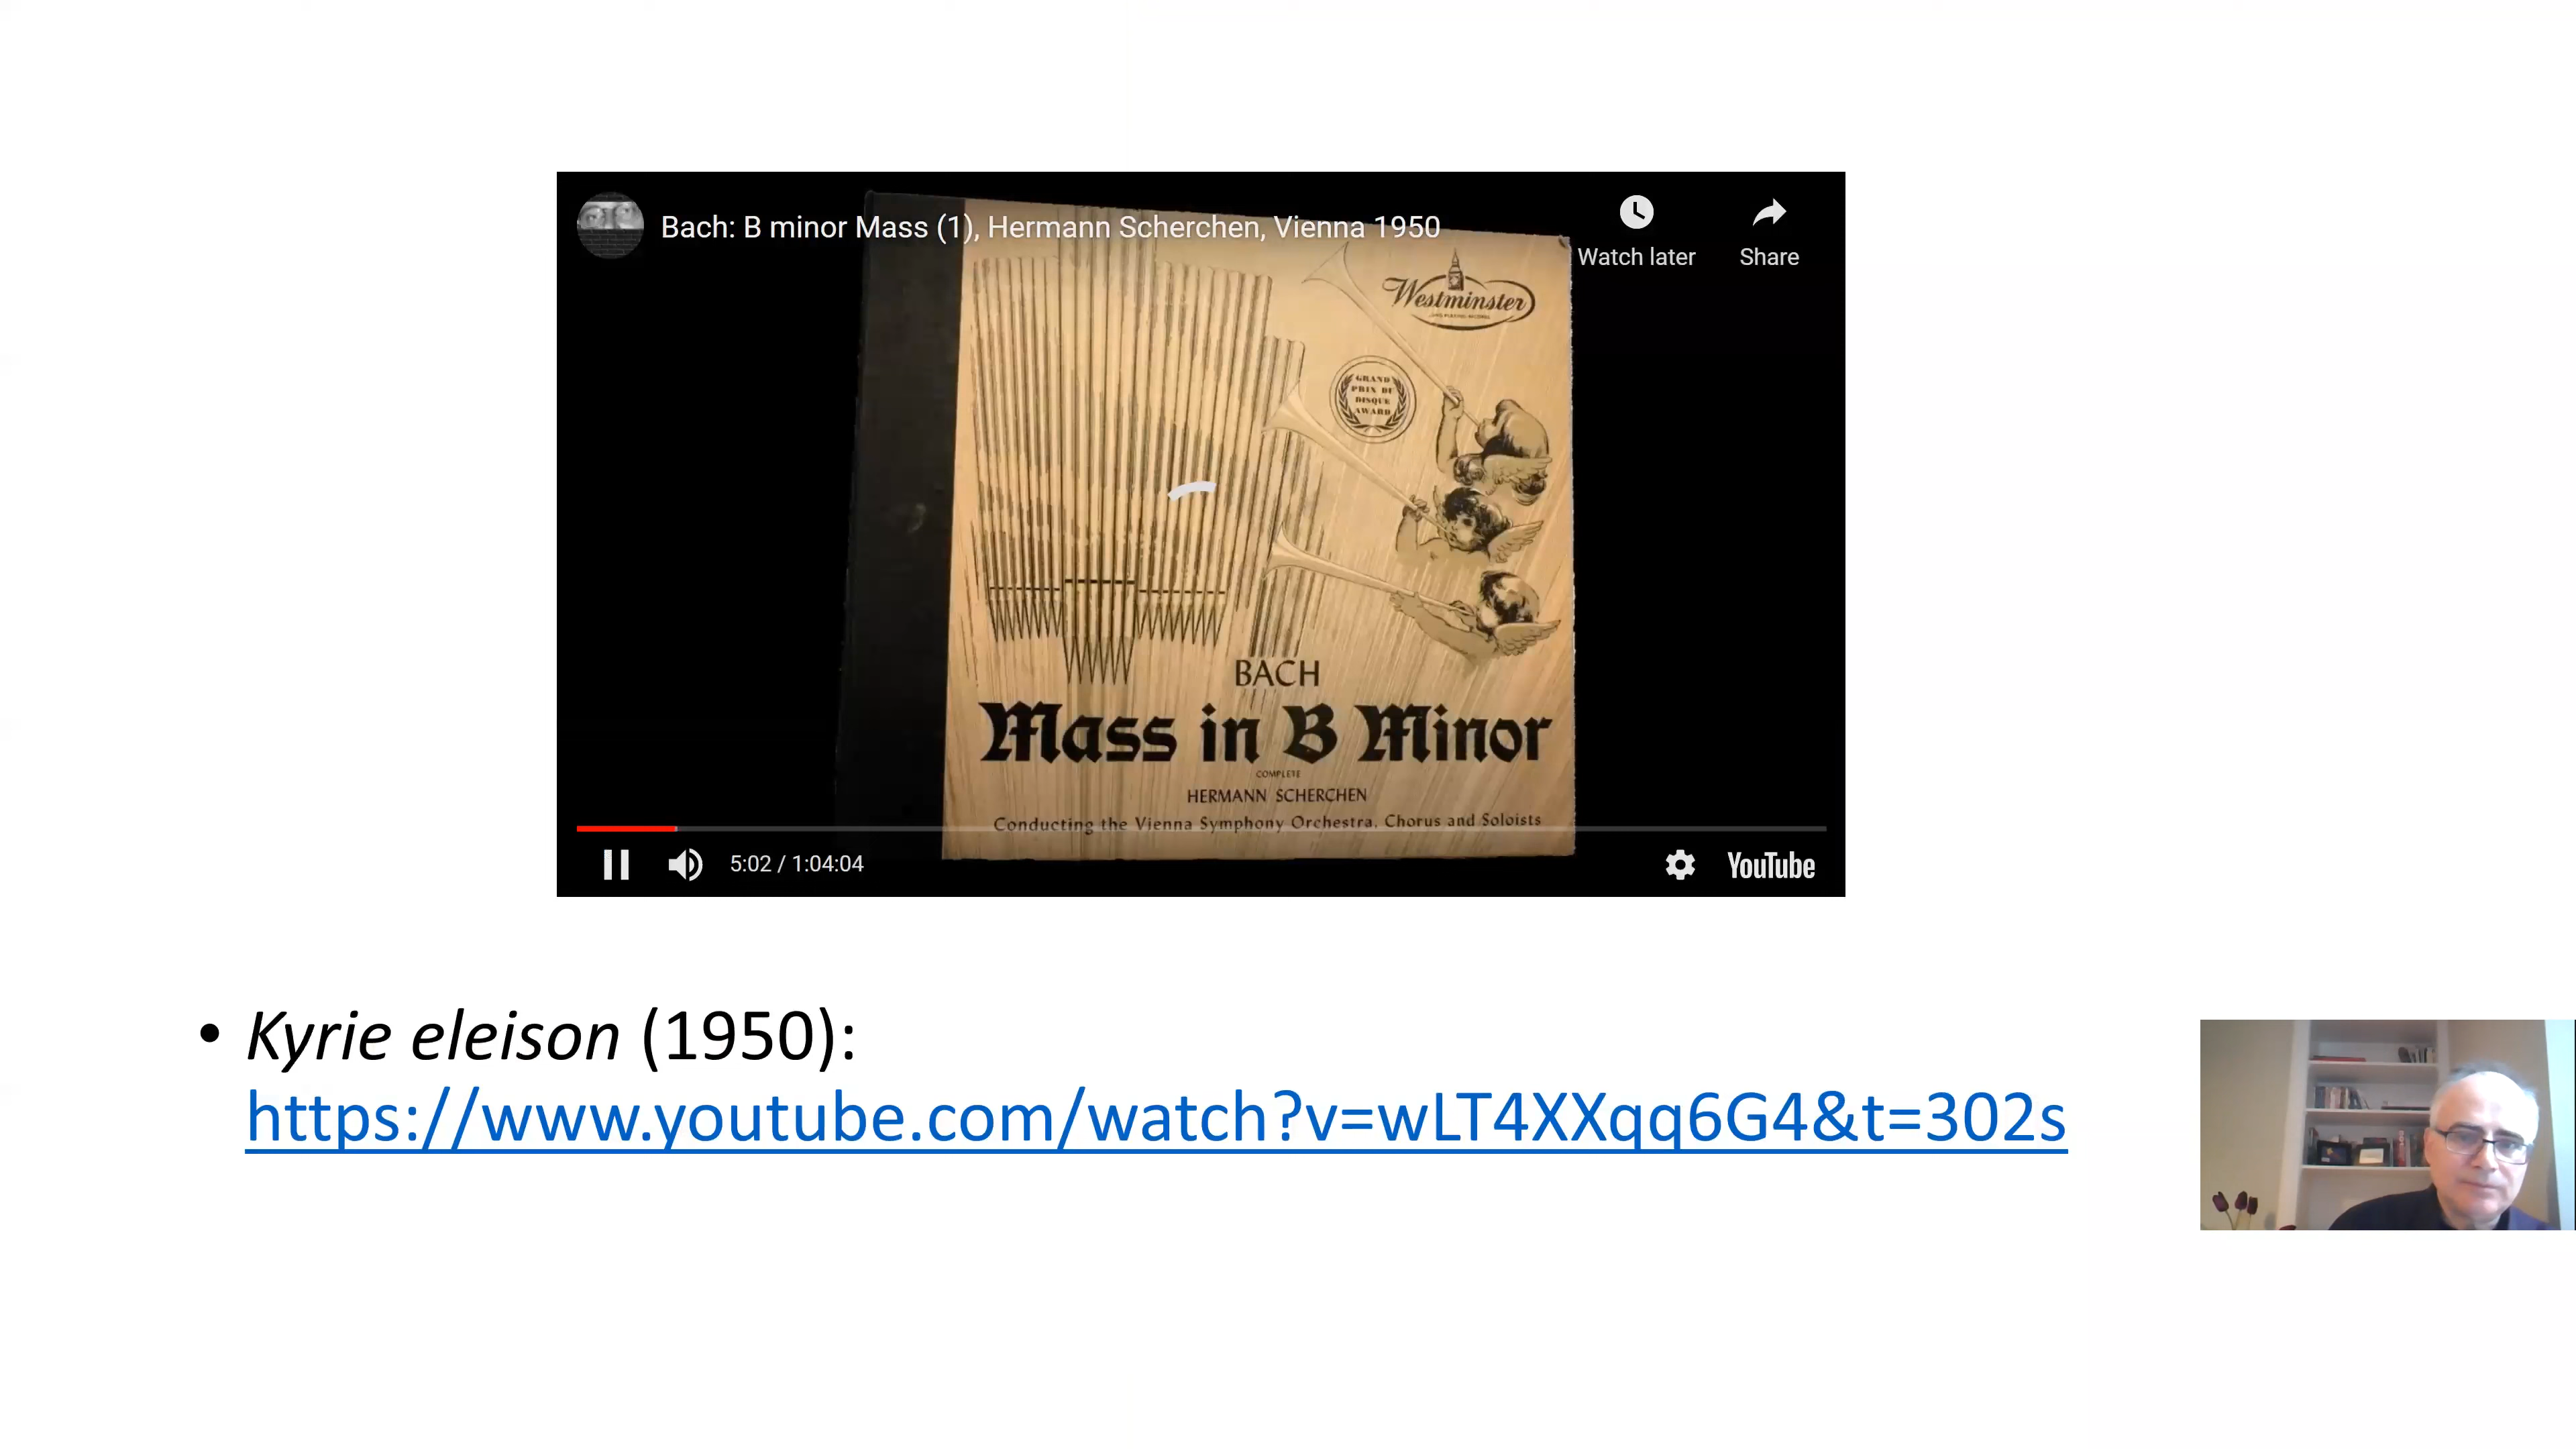 Bach: B minor Mass (1), Hermann Scherchen, Vienna 1950
Watch later
Share
Westminster
GRAND
PRIX DU
DISQUE
AWARD
BACH
Mass in B Minor
COMPLETE
HERMANN SCHERCHEN
Conducting the Vienna Symphony Orchestra, Chorus and Soloists
5:02 / 1:04:04
YouTube
• Kyrie eleison (1950):
https://www.youtube.com/watch?v=wLT4XXqq6G4&t=302s